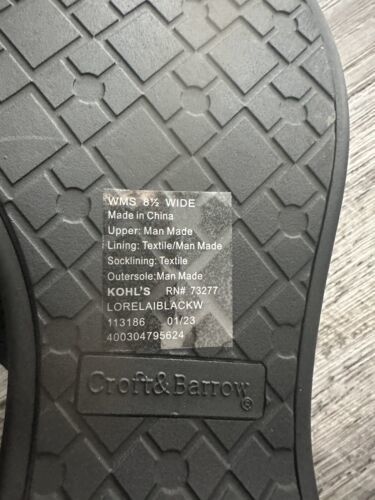 WMS 8½ WIDE
Made in China
Upper: Man Made
Lining: Textile/Man Made
Socklining: Textile
Outersole: Man Made
KOHL'S RN# 73277
LORELAIBLACKW
113186 01/23
400304795624
Croft&Barrow®